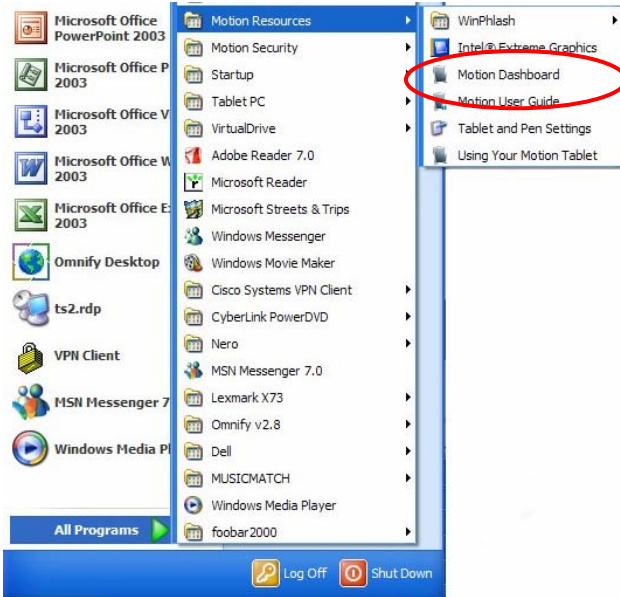 Microsoft Office
PowerPoint 2003
Microsoft Office P
2003
Microsoft Office V
2003
Microsoft Office W
2003
Microsoft Office E
2003
Omnify Desktop
ts2.rdp
VPN Client
MSN Messenger 7
Windows Media Pl
All Programs
Motion Resources
Motion Security
Startup
Tablet PC
VirtualDrive
Adobe Reader 7.0
Microsoft Reader
Microsoft Streets & Trips
Windows Messenger
Windows Movie Maker
Cisco Systems VPN Client
CyberLink PowerDVD
Nero
MSN Messenger 7.0
Lexmark X73
Omnify v2.8
Dell
MUSICMATCH
Windows Media Player
foobar2000
WinPhlash
Intel® Extreme Graphics
Motion Dashboard
Motion User Guide
Tablet and Pen Settings
Using Your Motion Tablet
Log Off
Shut Down